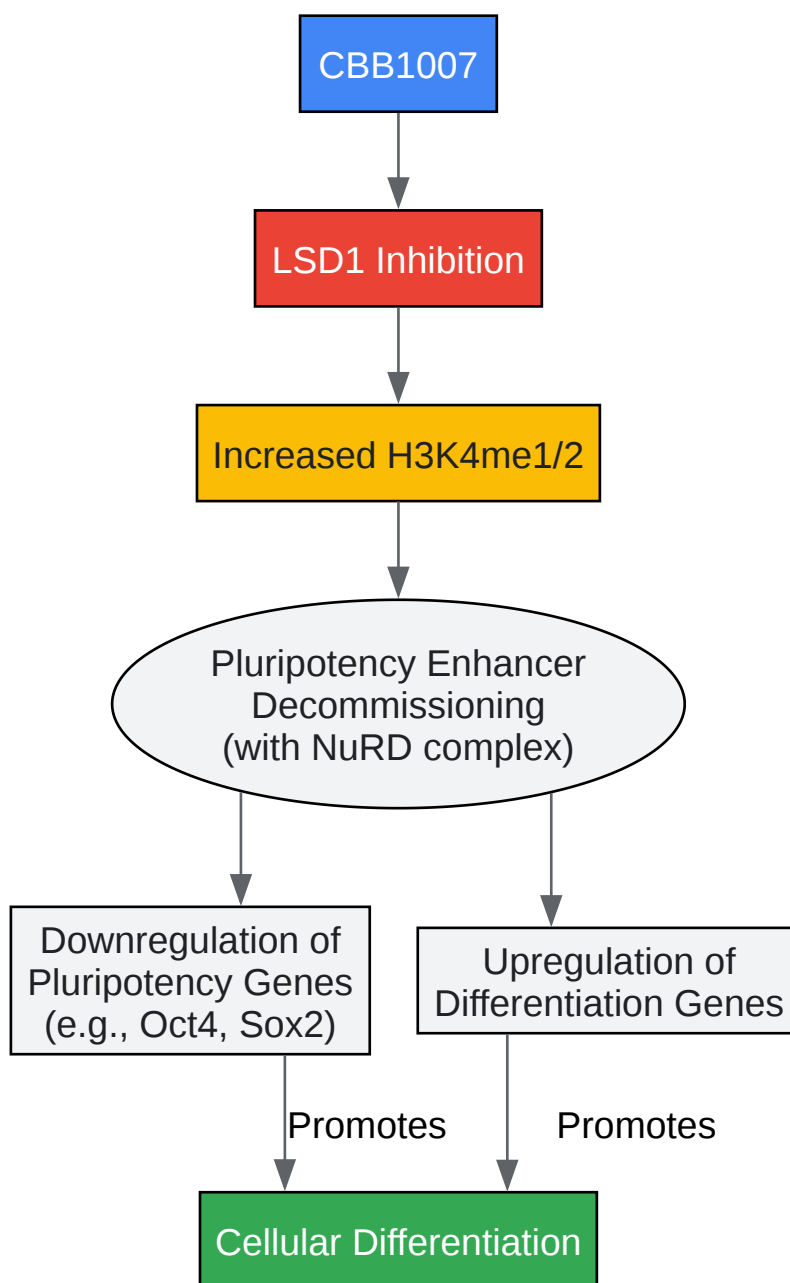 CBB1007
LSD1 Inhibition
Increased H3K4me1/2
Pluripotency Enhancer
Decommissioning
(with NuRD complex)
Downregulation of
Pluripotency Genes
(e.g., Oct4, Sox2)
Upregulation of
Differentiation Genes
Promotes
Promotes
Cellular Differentiation